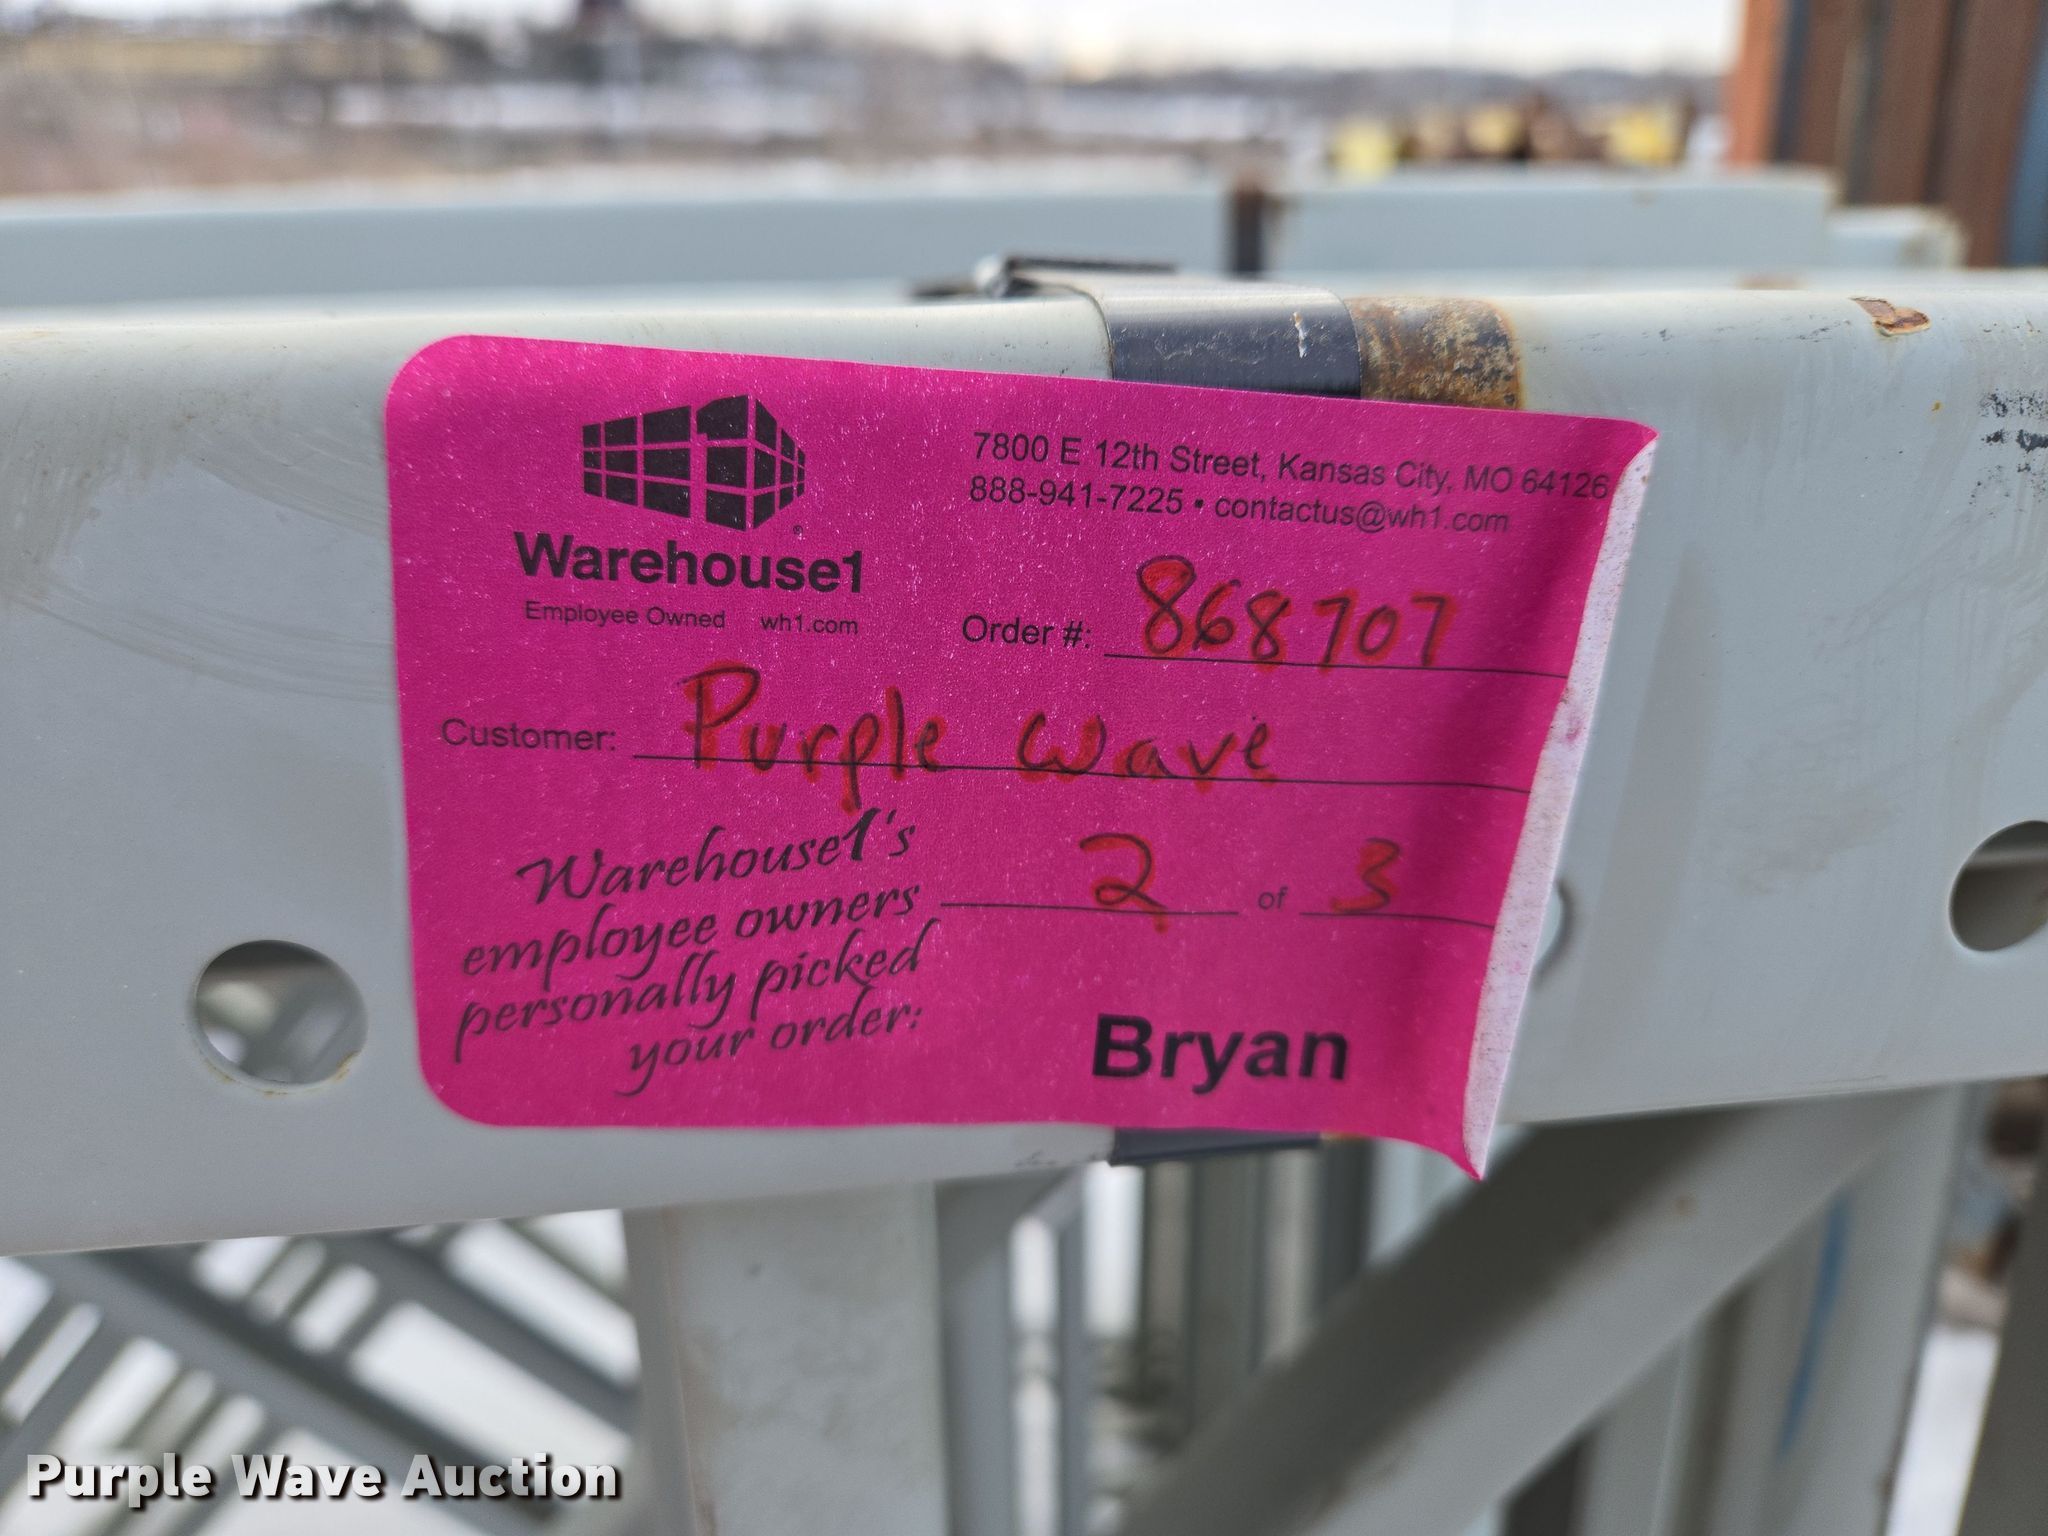 7800 E 12th Street, Kansas City, MO 64126
888-941-7225 • contactus@wh1.com
Warehouse1®
Employee Owned wh1.com
Order #: 868707
Customer: Purple Wave
2 of 3
Warehouse1's
employee owners
personally picked
your order:
Bryan
Purple Wave Auction